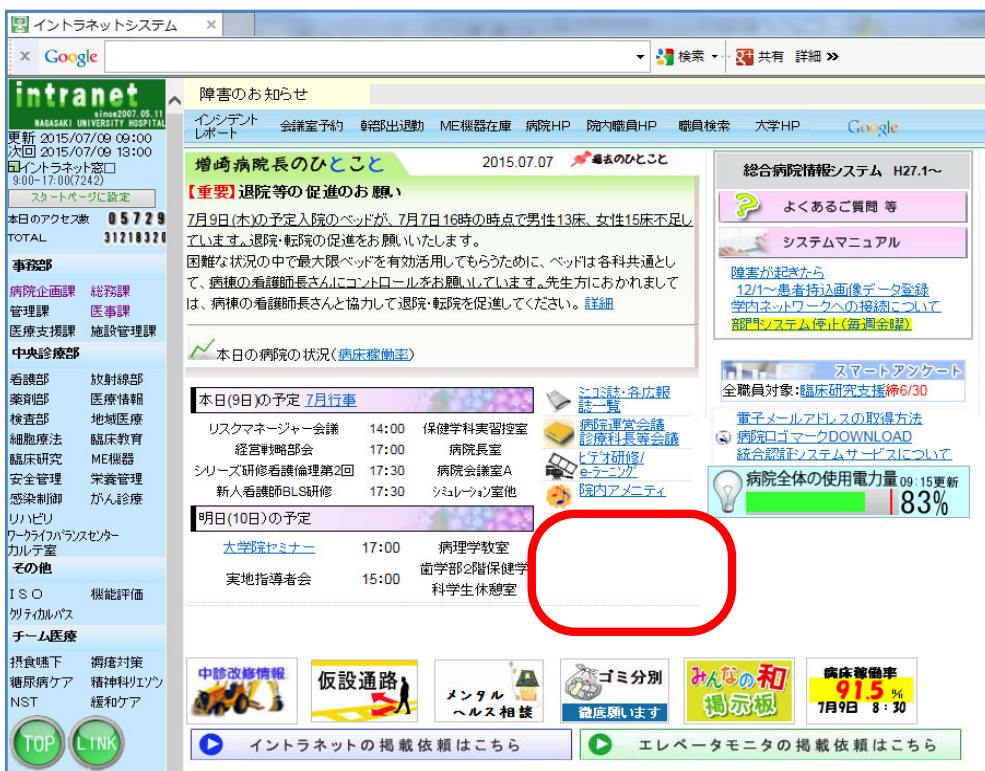 イントラネットシステム ×
× Google 検索 共有 詳細 »
intranet
since2007.05.11
NAGASAKI UNIVERSITY HOSPITAL
更新 2015/07/09 09:00
次回 2015/07/09 13:00
イントラネット窓口
9:00-17:00(7242)
スタートページに設定
本日のアクセス数 05729
TOTAL 31218328
事務部
病院企画課 総務課
管理課 医事課
医療支援課 施設管理課
中央診療部
看護部 放射線部
薬剤部 医療情報
検査部 地域医療
細胞療法 臨床教育
臨床研究 ME機器
安全管理 栄養管理
感染制御 がん診療
リハビリ
ワークライフバランスセンター
カルテ室
その他
ISO 機能評価
クリティカルパス
チーム医療
摂食嚥下 褥瘡対策
糖尿病ケア 精神科リエゾン
NST 緩和ケア
TOP LINK
障害のお知らせ
インシデントレポート 会議室予約 幹部出退勤 ME機器在庫 病院HP 院内職員HP 職員検索 大学HP Google
増崎病院長のひとこと 2015.07.07 過去のひとこと
【重要】退院等の促進のお願い
7月9日(木)の予定入院のベッドが、7月7日16時の時点で男性13床、女性15床不足し
ています。退院・転院の促進をお願いいたします。
困難な状況の中で最大限ベッドを有効活用してもらうために、ベッドは各科共通とし
て、病棟の看護師長さんにコントロールをお願いしています。先生方におかれまして
は、病棟の看護師長さんと協力して退院・転院を促進してください。詳細
本日の病院の状況(病床稼働率)
本日(9日)の予定 7月行事
リスクマネージャー会議 14:00 保健学科実習控室
経営戦略部会 17:00 病院長室
シリーズ研修看護倫理第2回 17:30 病院会議室A
新人看護師BLS研修 17:30 シミュレーション室他
明日(10日)の予定
大学院セミナー 17:00 病理学教室
実地指導者会 15:00 歯学部2階保健学
科学生休憩室
ミニコミ誌・各広報
誌一覧
病院運営会議
診療科長等会議
ビデオ研修/
e-ラーニング
院内アメニティ
総合病院情報システム H27.1～
よくあるご質問 等
システムマニュアル
障害が起きたら
12/1～患者持込画像データ登録
学内ネットワークへの接続について
部門システム停止(毎週金曜)
スマートアンケート
全職員対象:臨床研究支援締6/30
電子メールアドレスの取得方法
病院ロゴマークDOWNLOAD
統合認証システムサービスについて
病院全体の使用電力量 09:15更新
83%
中診改修情報
仮設通路
メンタルヘルス相談
ゴミ分別
徹底願います
みんなの和
掲示板
病床稼働率
91.5 %
7月9日 8:30
イントラネットの掲載依頼はこちら
エレベータモニタの掲載依頼はこちら